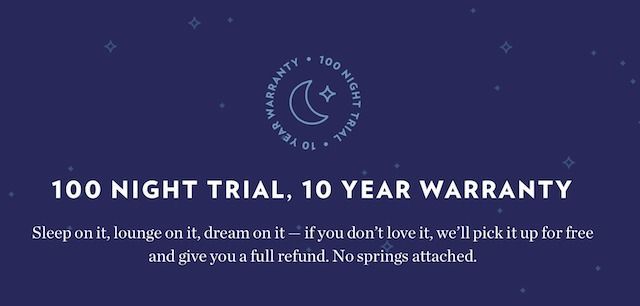 100 NIGHT TRIAL • 10 YEAR WARRANTY •
100 NIGHT TRIAL, 10 YEAR WARRANTY
Sleep on it, lounge on it, dream on it — if you don’t love it, we’ll pick it up for free
and give you a full refund. No springs attached.